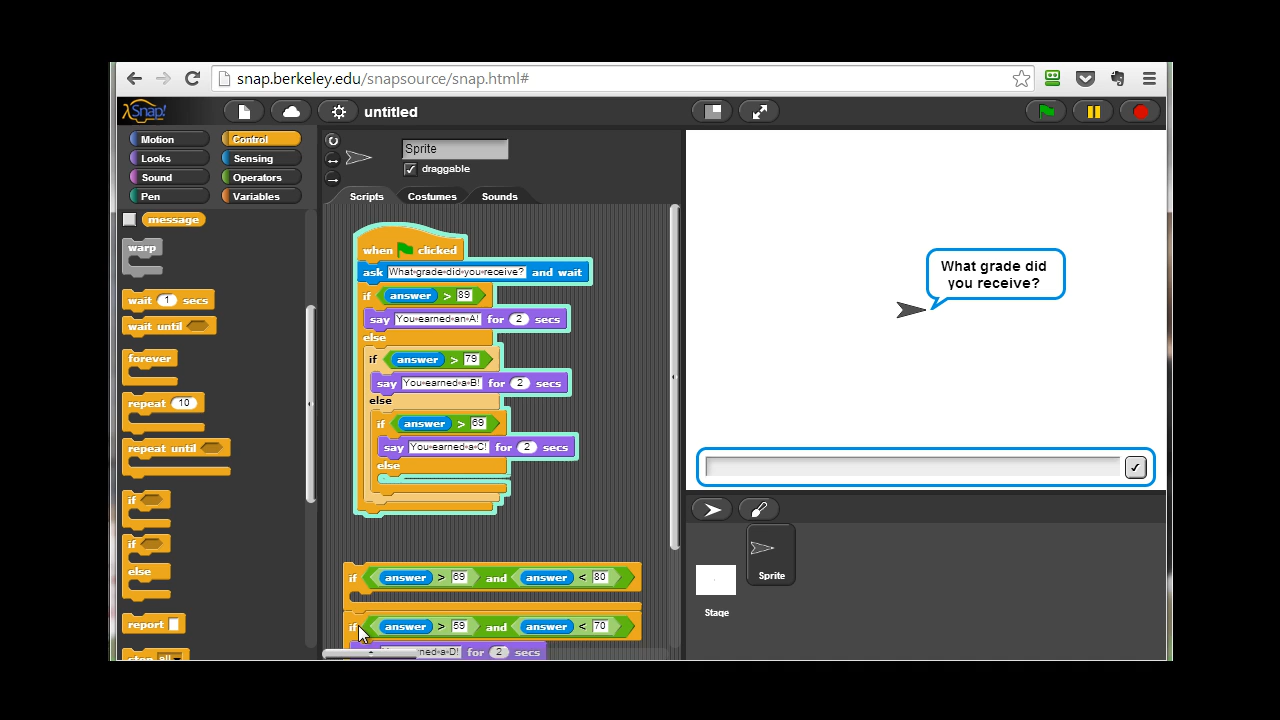 snap.berkeley.edu/snapsource/snap.html#
Snap!
untitled
Motion Control
Looks Sensing
Sound Operators
Pen Variables
Sprite
draggable
Scripts Costumes Sounds
message
warp
wait 1 secs
wait until
forever
repeat 10
repeat until
if
if
else
report
when clicked
ask What grade did you receive? and wait
if answer > 89
say You earned an A! for 2 secs
else
if answer > 79
say You earned a B! for 2 secs
else
if answer > 69
say You earned a C! for 2 secs
else
if answer > 69 and answer < 80
if answer > 59 and answer < 70
ned a D! for 2 secs
What grade did
you receive?
Sprite
Stage